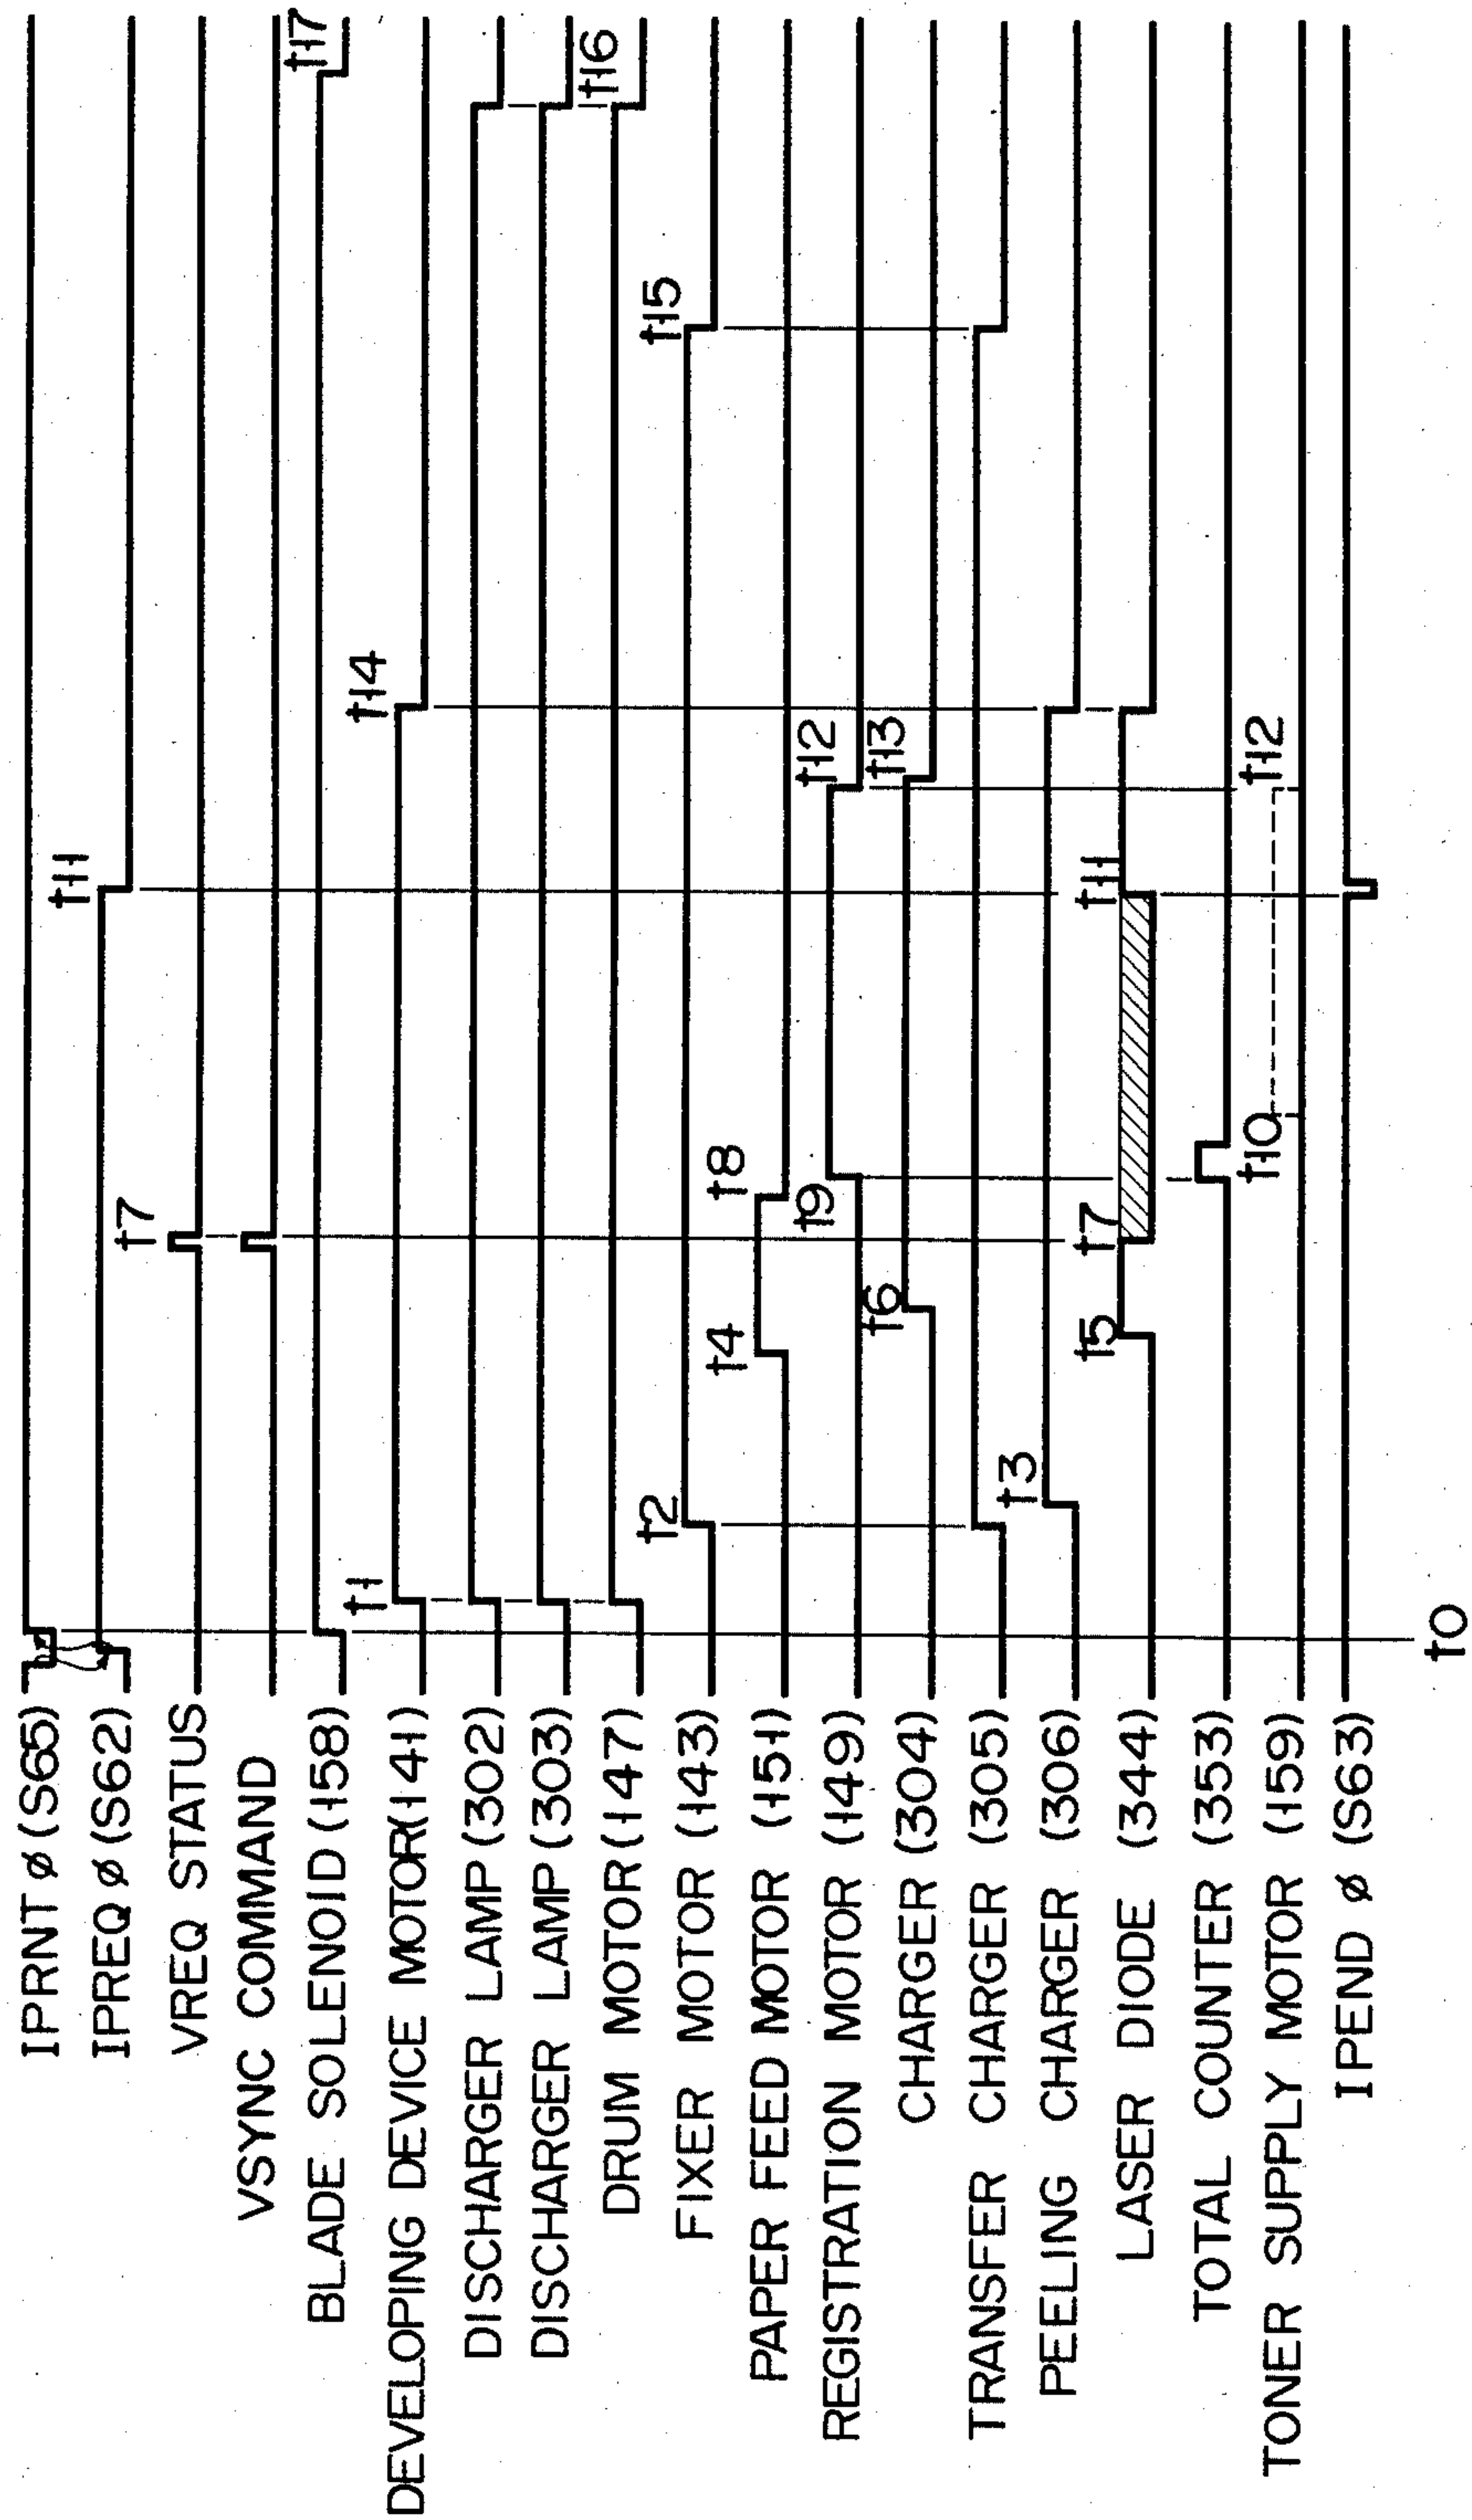 IPRNT ø (S65)
IPREQ ø (S62)
t11
VREQ STATUS
t7
VSYNC COMMAND
t17
BLADE SOLENOID (158)
DEVELOPING DEVICE MOTOR (141)
t1
t14
DISCHARGER LAMP (302)
DISCHARGER LAMP (303)
t16
DRUM MOTOR (147)
FIXER MOTOR (143)
t2
t15
PAPER FEED MOTOR (151)
t4
t8
REGISTRATION MOTOR (149)
t9
t12
CHARGER (304)
t6
t13
TRANSFER CHARGER (305)
PEELING CHARGER (306)
t3
LASER DIODE (344)
t5
t7
t11
TOTAL COUNTER (353)
TONER SUPPLY MOTOR (159)
t10
t12
IPEND ø (S63)
t0